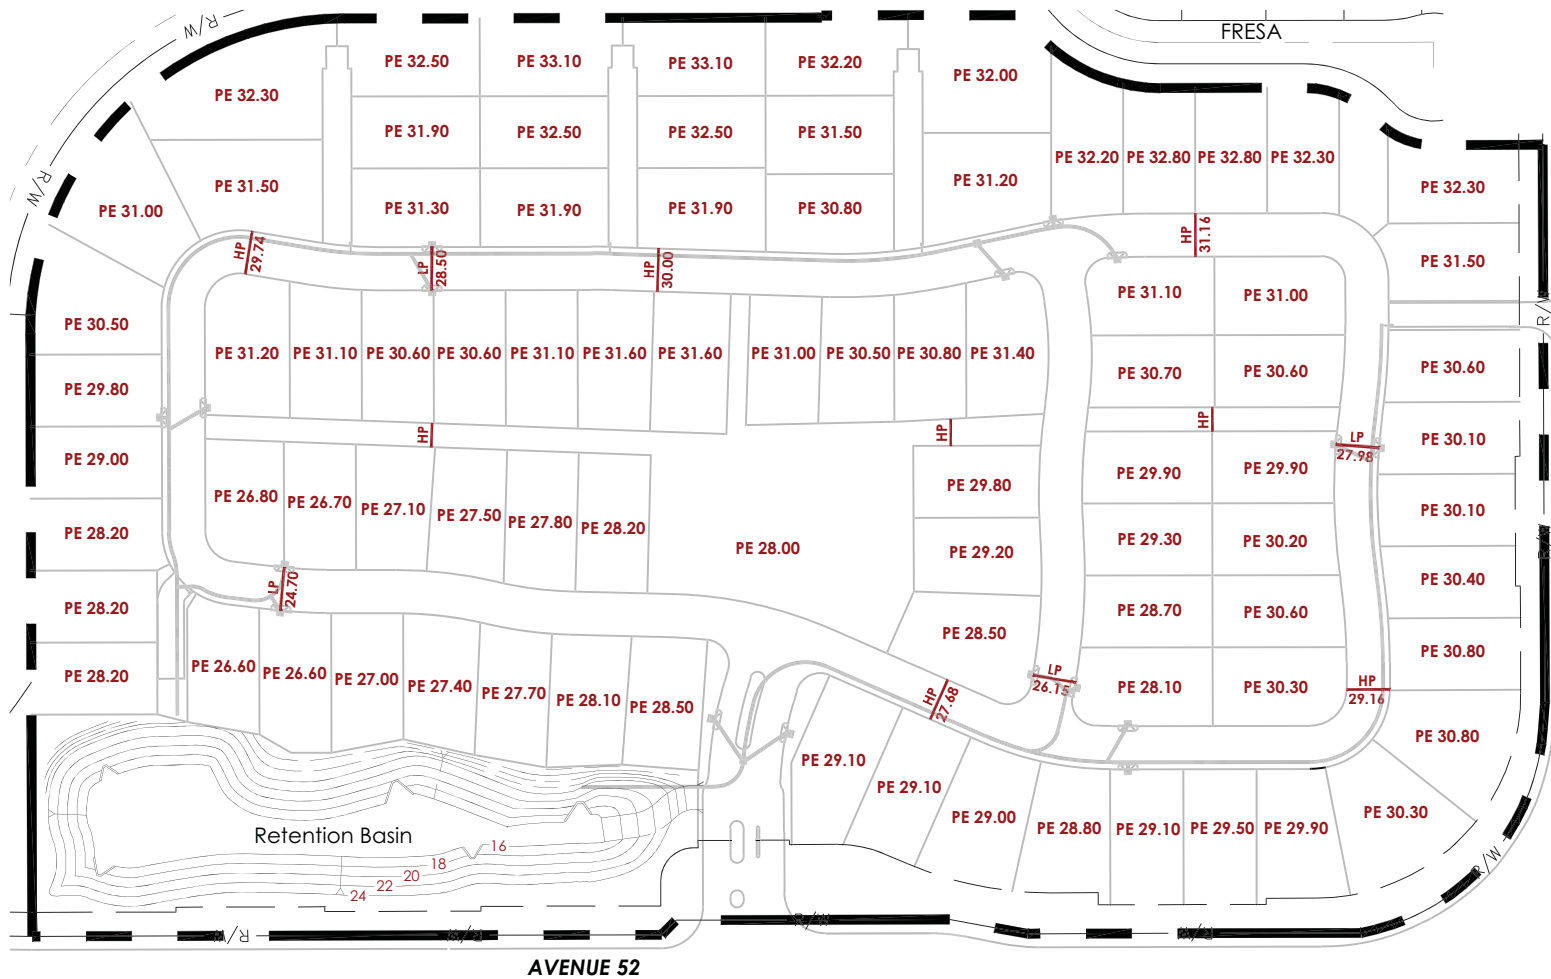 R/W
FRESA
PE 32.50
PE 33.10
PE 33.10
PE 32.20
PE 32.00
PE 32.30
PE 31.90
PE 32.50
PE 32.50
PE 31.50
PE 32.20
PE 32.80
PE 32.80
PE 32.30
R/W
PE 31.50
PE 31.20
PE 32.30
PE 31.00
PE 31.30
PE 31.90
PE 31.90
PE 30.80
HP
29.74
LP
28.50
HP
30.00
HP
31.16
PE 31.50
PE 31.10
PE 31.00
R/W
PE 30.50
PE 31.20
PE 31.10
PE 30.60
PE 30.60
PE 31.10
PE 31.60
PE 31.60
PE 31.00
PE 30.50
PE 30.80
PE 31.40
PE 30.70
PE 30.60
PE 30.60
PE 29.80
HP
HP
HP
LP
27.98
PE 30.10
PE 29.00
PE 29.90
PE 29.90
PE 29.80
PE 26.80
PE 26.70
PE 27.10
PE 27.50
PE 27.80
PE 28.20
PE 30.10
PE 28.20
PE 28.00
PE 29.20
PE 29.30
PE 30.20
R/W
LP
24.70
PE 30.40
PE 28.20
PE 28.70
PE 30.60
PE 28.50
PE 30.80
PE 28.20
PE 26.60
PE 26.60
PE 27.00
PE 27.40
PE 27.70
PE 28.10
PE 28.50
HP
27.68
LP
26.15
PE 28.10
PE 30.30
HP
29.16
PE 30.80
PE 29.10
PE 29.10
PE 29.00
PE 28.80
PE 29.10
PE 29.50
PE 29.90
PE 30.30
Retention Basin
16
18
20
22
24
R/W
R/W
R/W
R/W
R/W
AVENUE 52